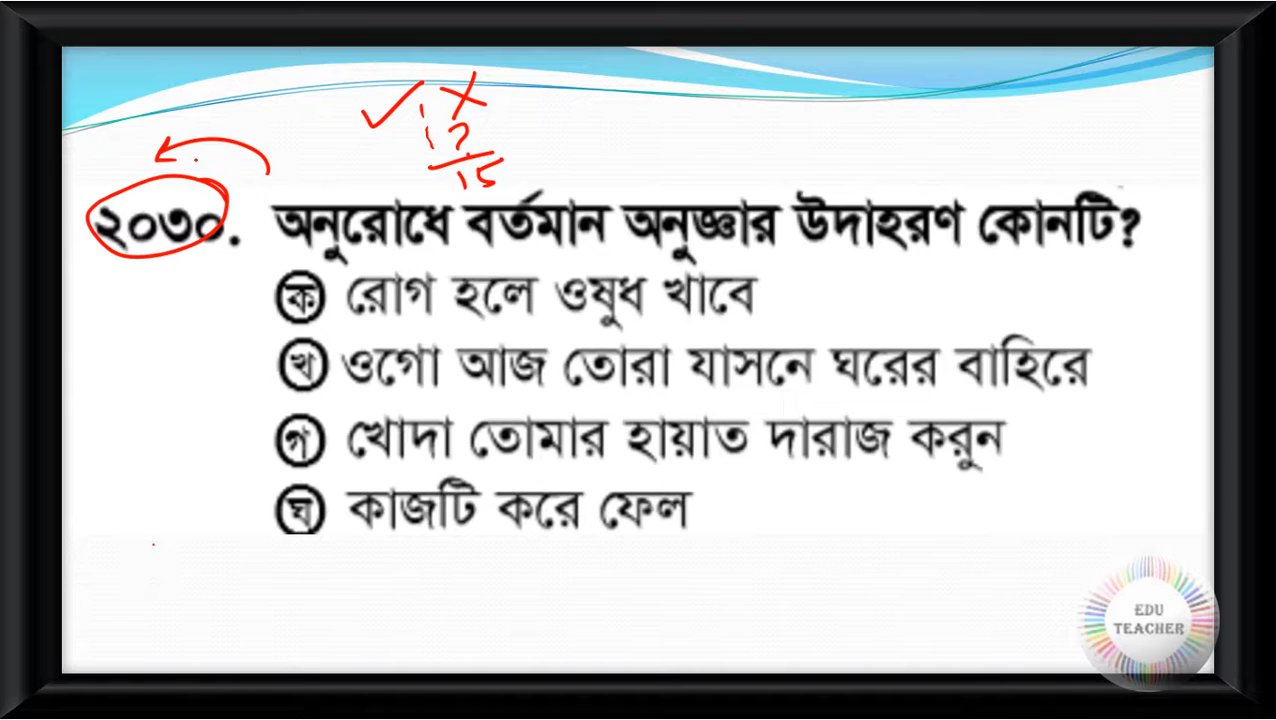 ২০৩০. অনুরোধে বর্তমান অনুজ্ঞার উদাহরণ কোনটি?
ক রোগ হলে ওষুধ খাবে
খ ওগো আজ তোরা যাসনে ঘরের বাহিরে
গ খোদা তোমার হায়াত দারাজ করুন
ঘ কাজটি করে ফেল
EDU
TEACHER